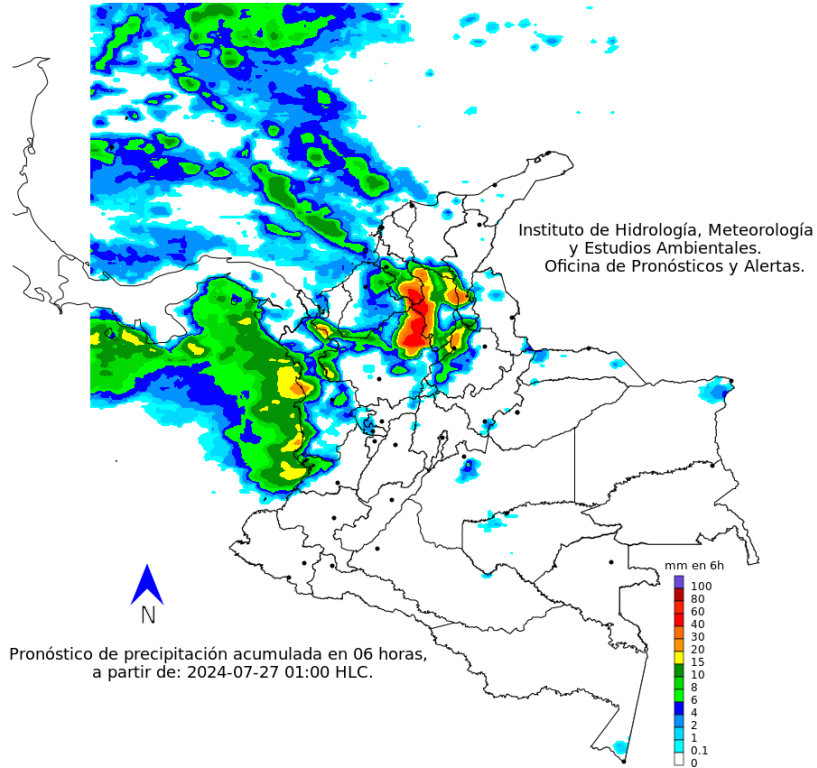 Instituto de Hidrología, Meteorología
y Estudios Ambientales.
Oficina de Pronósticos y Alertas.
N
mm en 6h
100
80
60
40
30
20
15
10
8
6
4
2
1
0.1
0
Pronóstico de precipitación acumulada en 06 horas,
a partir de: 2024-07-27 01:00 HLC.